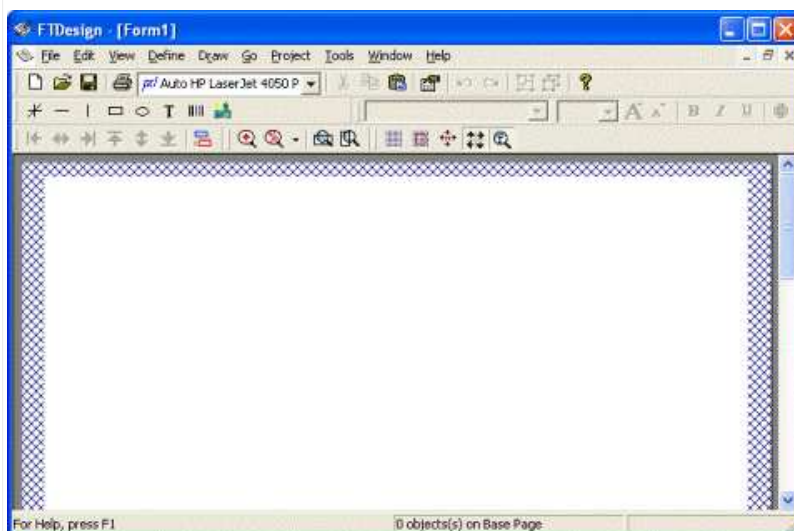 FTDesign - [Form1]
File Edit View Define Draw Go Project Tools Window Help
Auto HP LaserJet 4050 P
T A A B I U
For Help, press F1 0 objects(s) on Base Page